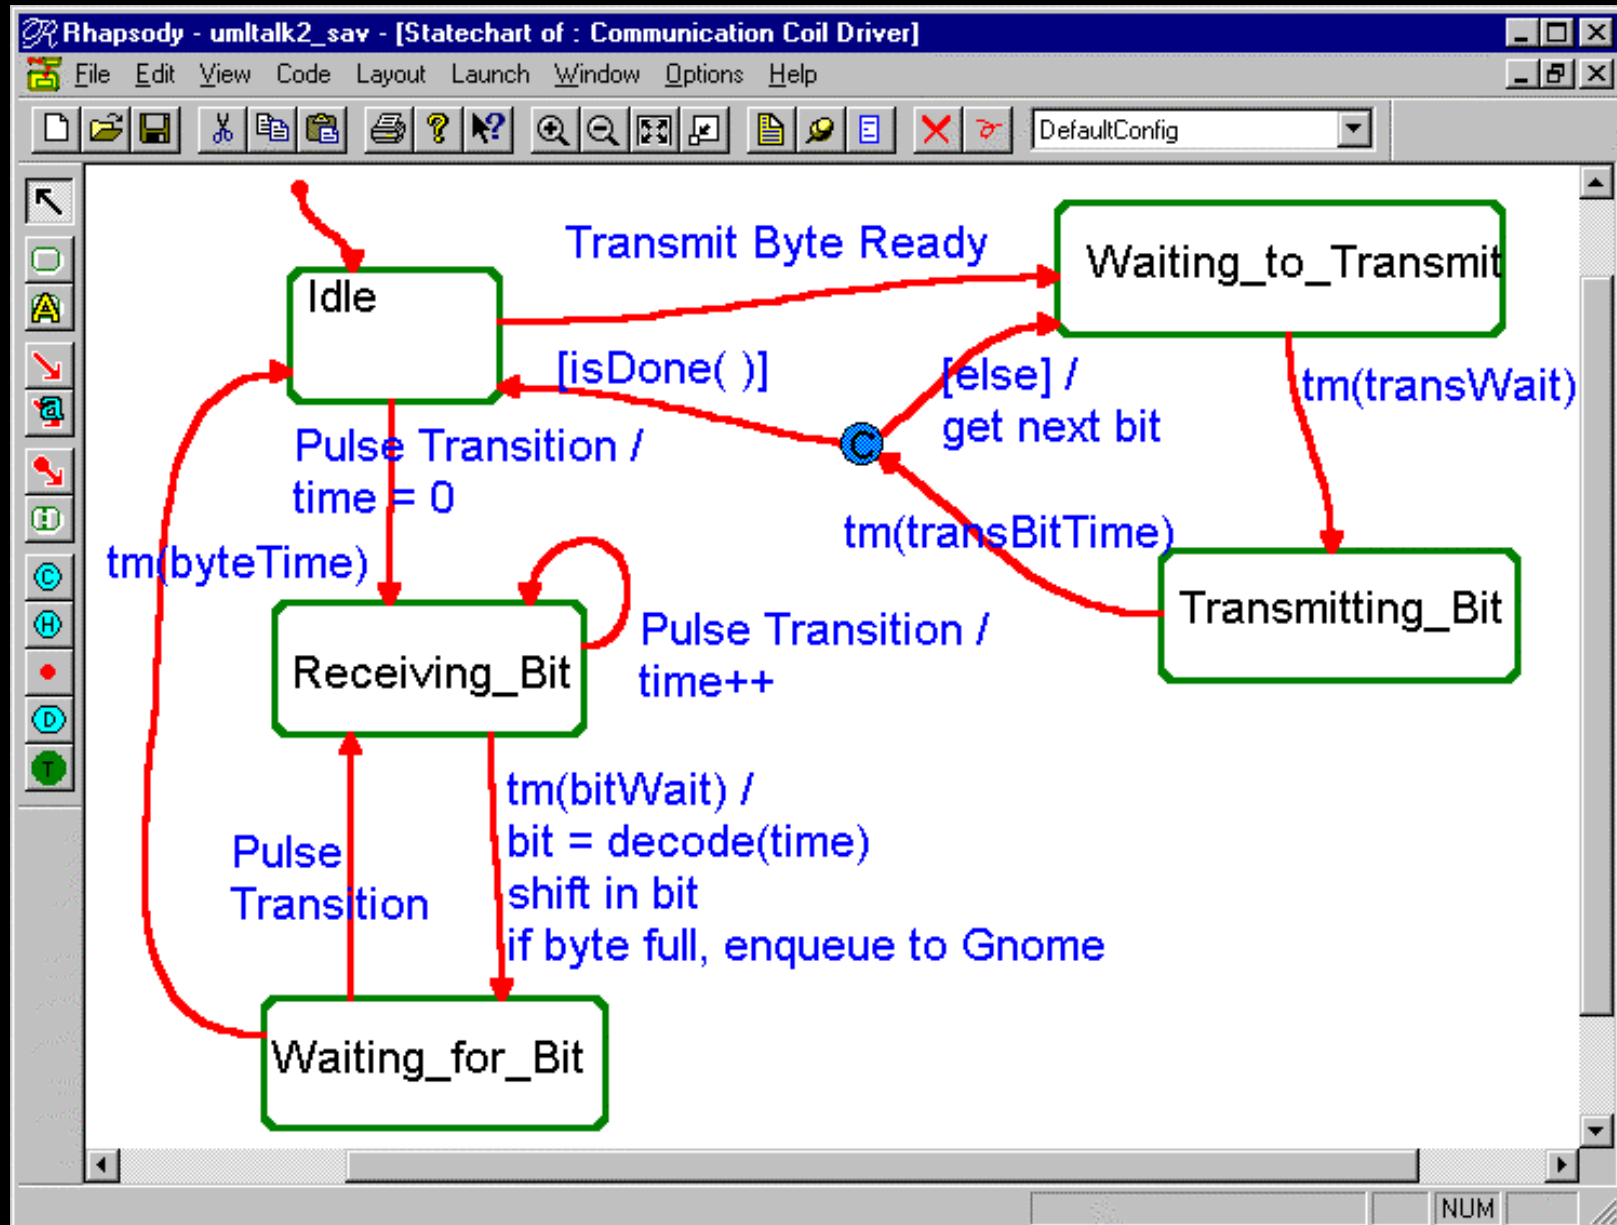 Rhapsody - umltalk2_sav - [Statechart of : Communication Coil Driver]
File Edit View Code Layout Launch Window Options Help
DefaultConfig
Transmit Byte Ready
Waiting_to_Transmit
Idle
[isDone( )]
[else] /
get next bit
tm(transWait)
Pulse Transition /
time = 0
C
tm(transBitTime)
tm(byteTime)
Transmitting_Bit
Pulse Transition /
time++
Receiving_Bit
tm(bitWait) /
bit = decode(time)
shift in bit
if byte full, enqueue to Gnome
Pulse
Transition
Waiting_for_Bit
A
a
C
H
D
T
NUM